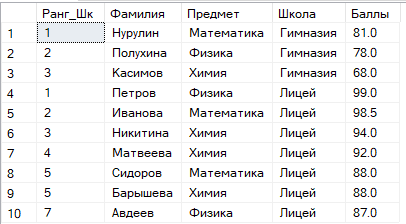 Ранг_Шк Фамилия Предмет Школа Баллы
1 1 Нурулин Математика Гимназия 81.0
2 2 Полухина Физика Гимназия 78.0
3 3 Касимов Химия Гимназия 68.0
4 1 Петров Физика Лицей 99.0
5 2 Иванова Математика Лицей 98.5
6 3 Никитина Химия Лицей 94.0
7 4 Матвеева Химия Лицей 92.0
8 5 Сидоров Математика Лицей 88.0
9 5 Барышева Химия Лицей 88.0
10 7 Авдеев Физика Лицей 87.0